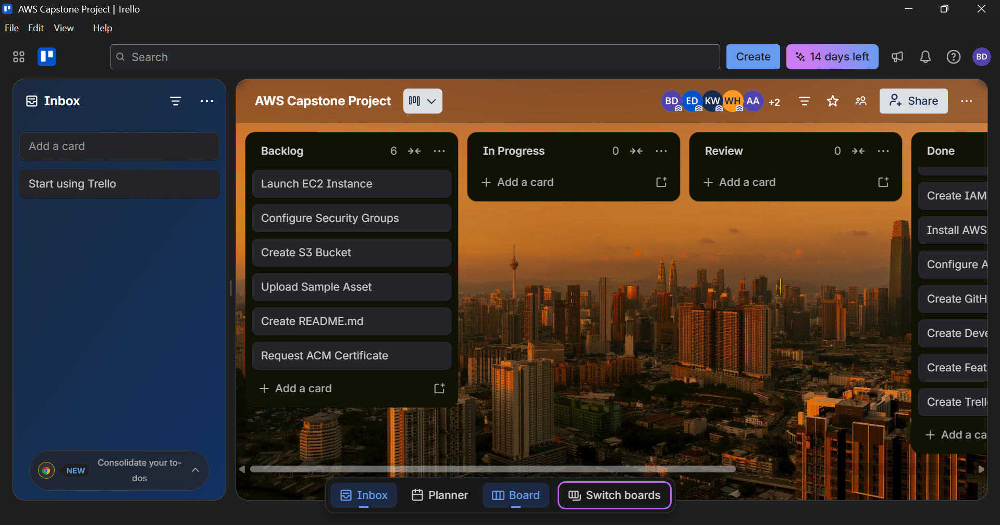 AWS Capstone Project | Trello
File Edit View Help
Search
Create
14 days left
BD
Inbox
Add a card
Start using Trello
NEW
Consolidate your to-
dos
AWS Capstone Project
BD ED KW WH AA +2
Share
Backlog 6
Launch EC2 Instance
Configure Security Groups
Create S3 Bucket
Upload Sample Asset
Create README.md
Request ACM Certificate
Add a card
In Progress 0
Add a card
Review 0
Add a card
Done
Create IAM
Install AWS
Configure A
Create GitH
Create Deve
Create Feat
Create Trell
Add a ca
Inbox Planner Board Switch boards